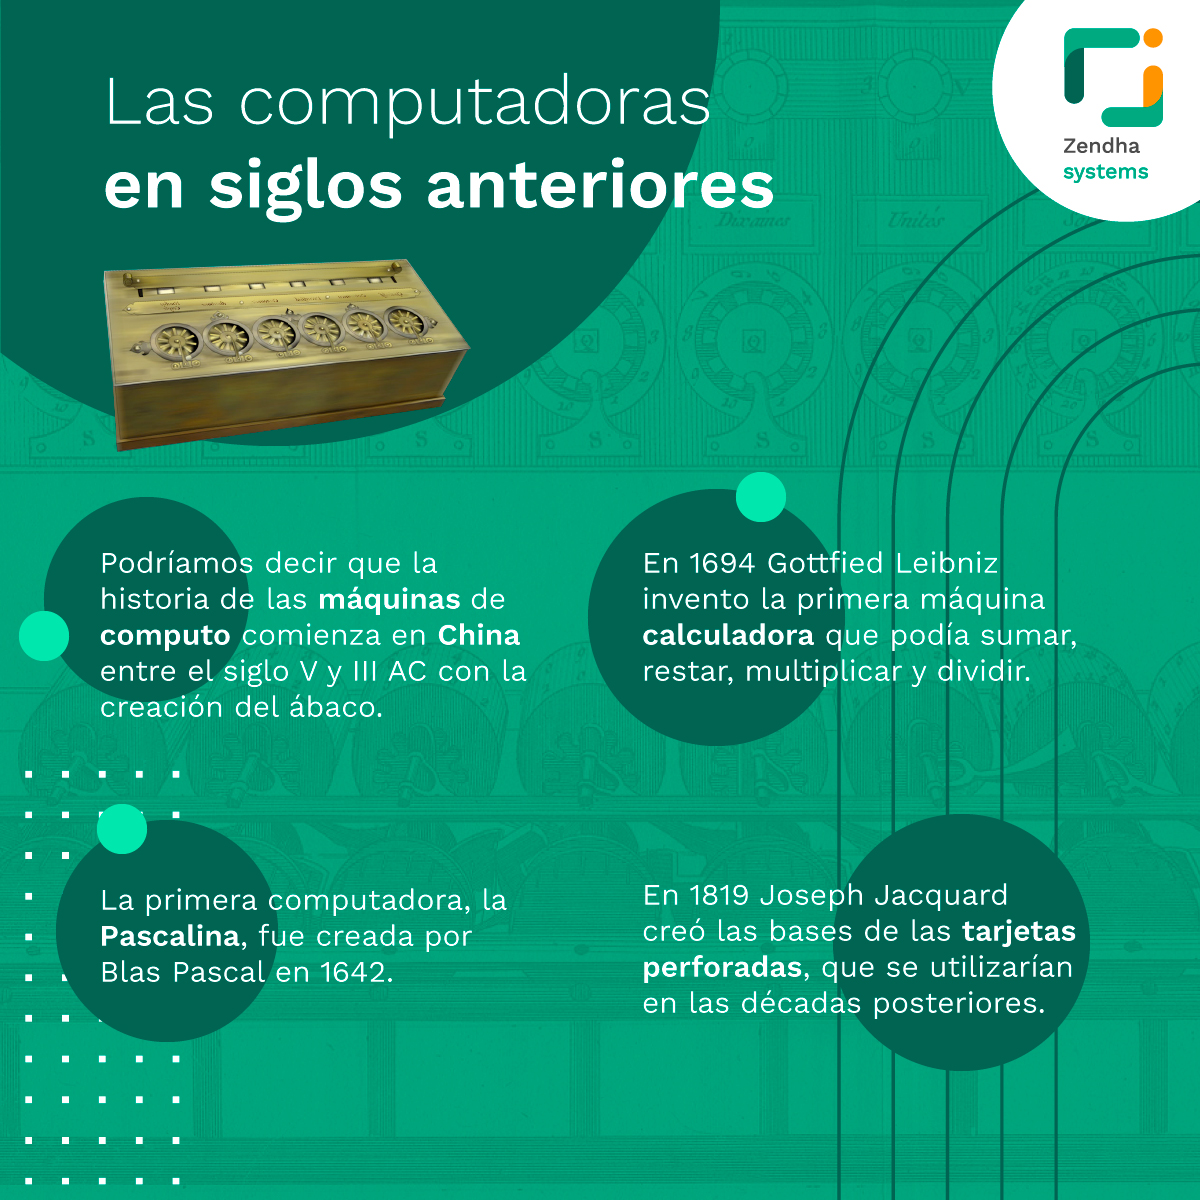 Las computadoras
en siglos anteriores
Zendha
systems
Dixaines
Unités
Podríamos decir que la
historia de las máquinas de
computo comienza en China
entre el siglo V y III AC con la
creación del ábaco.
En 1694 Gottfied Leibniz
invento la primera máquina
calculadora que podía sumar,
restar, multiplicar y dividir.
La primera computadora, la
Pascalina, fue creada por
Blas Pascal en 1642.
En 1819 Joseph Jacquard
creó las bases de las tarjetas
perforadas, que se utilizarían
en las décadas posteriores.